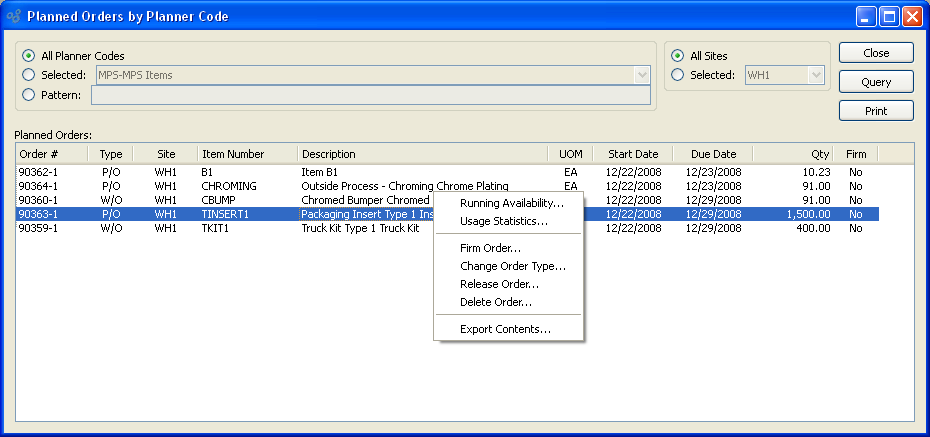 Planned Orders by Planner Code
All Planner Codes
Selected: MPS-MPS Items
Pattern:
All Sites
Selected: WH1
Close
Query
Print
Planned Orders:
Order # Type Site Item Number Description UOM Start Date Due Date Qty Firm
90362-1 P/O WH1 B1 Item B1 EA 12/22/2008 12/23/2008 10.23 No
90364-1 P/O WH1 CHROMING Outside Process - Chroming Chrome Plating EA 12/22/2008 12/23/2008 91.00 No
90360-1 W/O WH1 CBUMP Chromed Bumper Chromed 12/22/2008 12/29/2008 91.00 No
90363-1 P/O WH1 TINSERT1 Packaging Insert Type 1 Ins 12/22/2008 12/29/2008 1,500.00 No
90359-1 W/O WH1 TKIT1 Truck Kit Type 1 Truck Kit 12/22/2008 12/29/2008 400.00 No
Running Availability...
Usage Statistics...
Firm Order...
Change Order Type...
Release Order...
Delete Order...
Export Contents...